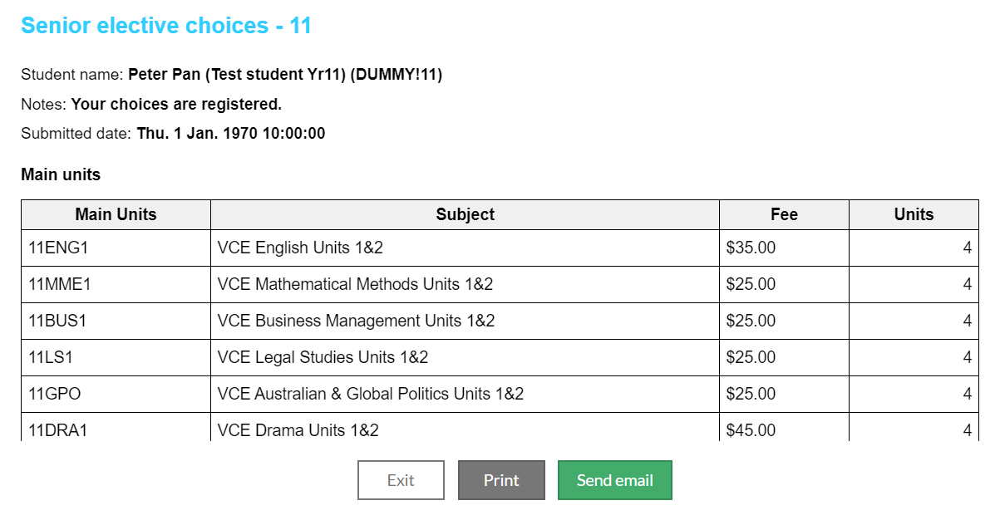 Senior elective choices - 11
Student name: Peter Pan (Test student Yr11) (DUMMY!11)
Notes: Your choices are registered.
Submitted date: Thu. 1 Jan. 1970 10:00:00
Main units
Main Units Subject Fee Units
11ENG1 VCE English Units 1&2 $35.00 4
11MME1 VCE Mathematical Methods Units 1&2 $25.00 4
11BUS1 VCE Business Management Units 1&2 $25.00 4
11LS1 VCE Legal Studies Units 1&2 $25.00 4
11GPO VCE Australian & Global Politics Units 1&2 $25.00 4
11DRA1 VCE Drama Units 1&2 $45.00 4
Exit Print Send email